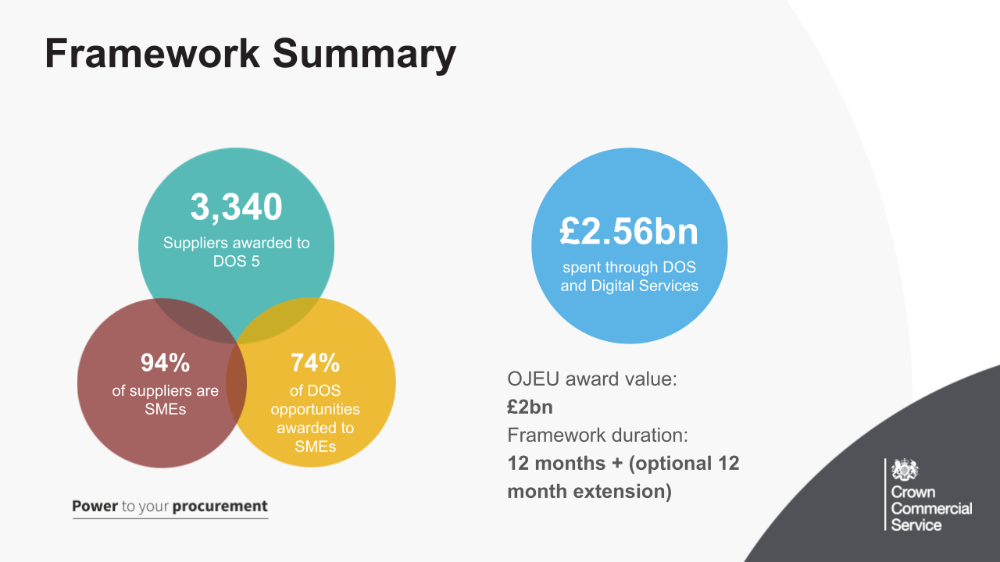 Framework Summary
3,340
Suppliers awarded to
DOS 5
94%
of suppliers are
SMEs
74%
of DOS
opportunities
awarded to
SMEs
£2.56bn
spent through DOS
and Digital Services
OJEU award value:
£2bn
Framework duration:
12 months + (optional 12
month extension)
Power to your procurement
Crown
Commercial
Service